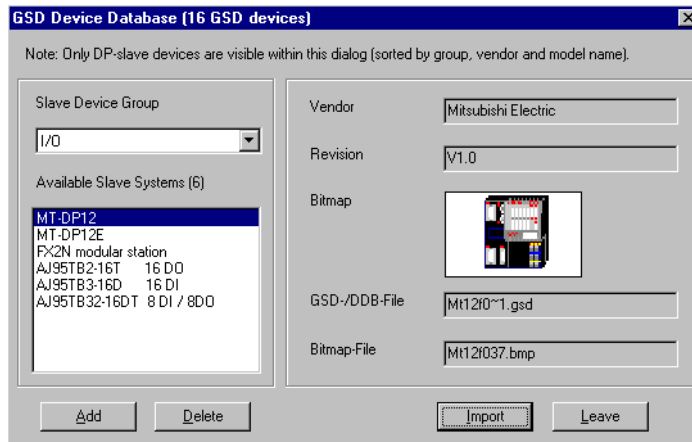 GSD Device Database (16 GSD devices)
Note: Only DP-slave devices are visible within this dialog (sorted by group, vendor and model name).
Slave Device Group
I/O
Available Slave Systems (6)
MT-DP12
MT-DP12E
FX2N modular station
AJ95TB2-16T 16 DO
AJ95TB3-16D 16 DI
AJ95TB32-16DT 8 DI / 8DO
Vendor
Mitsubishi Electric
Revision
V1.0
Bitmap
GSD-/DDB-File
Mt12f0~1.gsd
Bitmap-File
Mt12f037.bmp
Add
Delete
Import
Leave